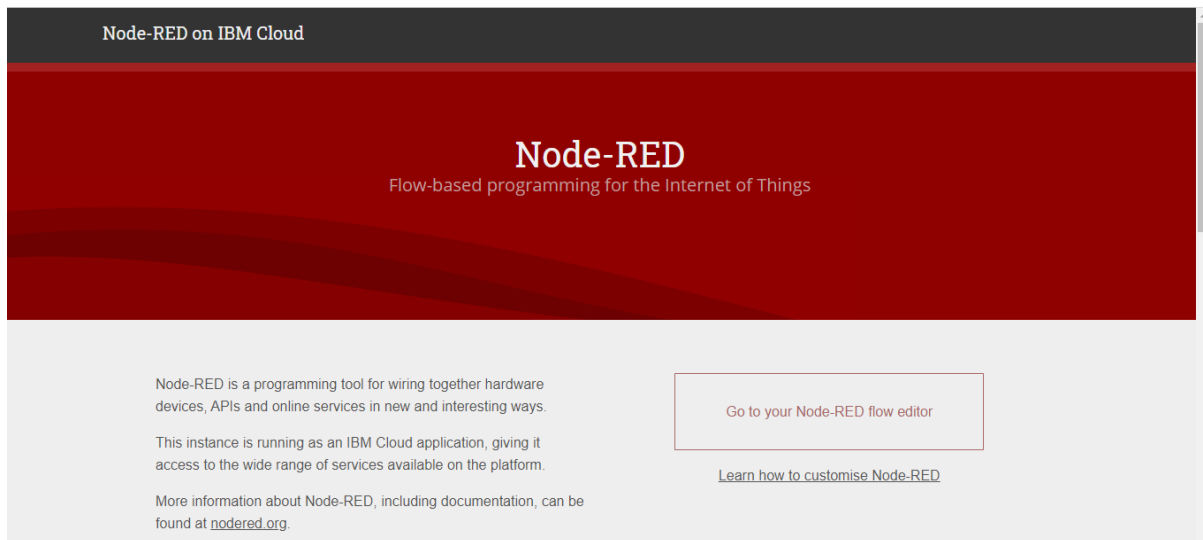 Node-RED on IBM Cloud
Node-RED
Flow-based programming for the Internet of Things
Node-RED is a programming tool for wiring together hardware
devices, APIs and online services in new and interesting ways.
This instance is running as an IBM Cloud application, giving it
access to the wide range of services available on the platform.
More information about Node-RED, including documentation, can be
found at nodered.org.
Go to your Node-RED flow editor
Learn how to customise Node-RED